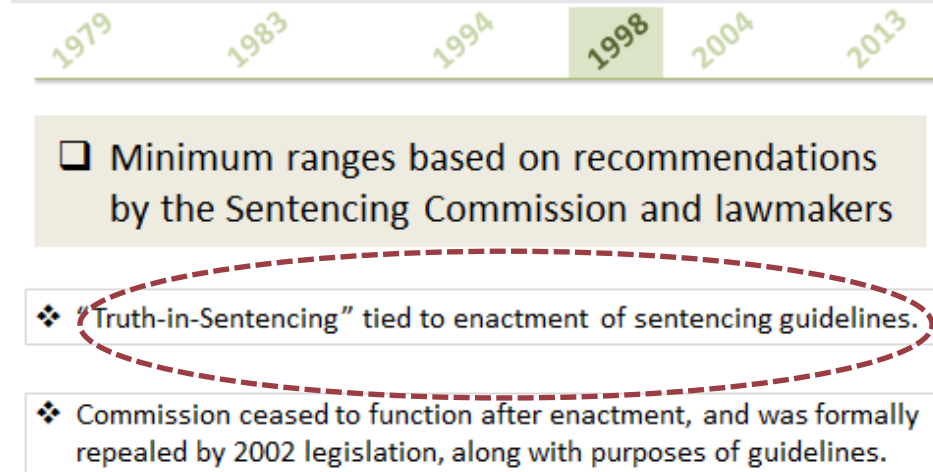 1979 1983 1994 1998 2004 2013
❑ Minimum ranges based on recommendations
by the Sentencing Commission and lawmakers
❖ “Truth-in-Sentencing” tied to enactment of sentencing guidelines.
❖ Commission ceased to function after enactment, and was formally
repealed by 2002 legislation, along with purposes of guidelines.